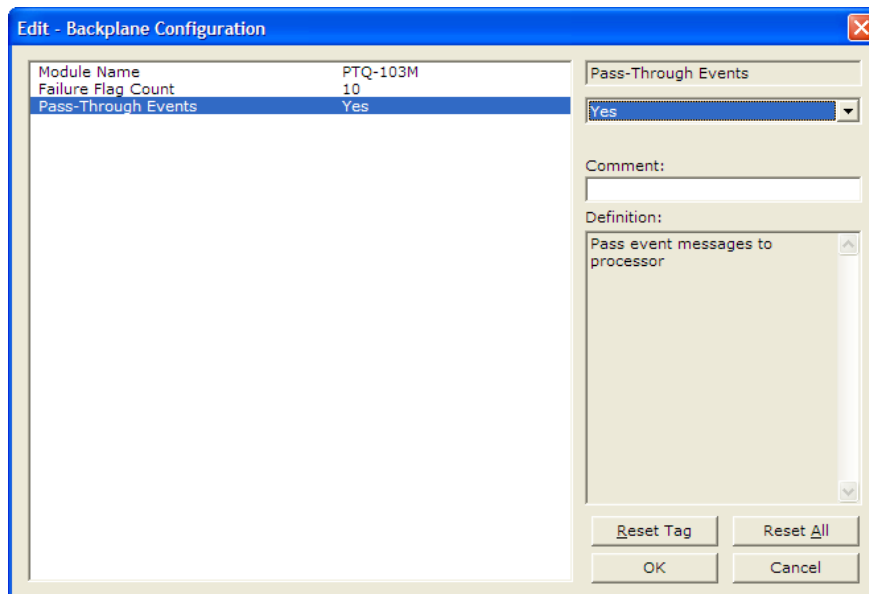 Edit - Backplane Configuration
Module Name PTQ-103M
Failure Flag Count 10
Pass-Through Events Yes
Pass-Through Events
Yes
Comment:
Definition:
Pass event messages to
processor
Reset Tag Reset All
OK Cancel